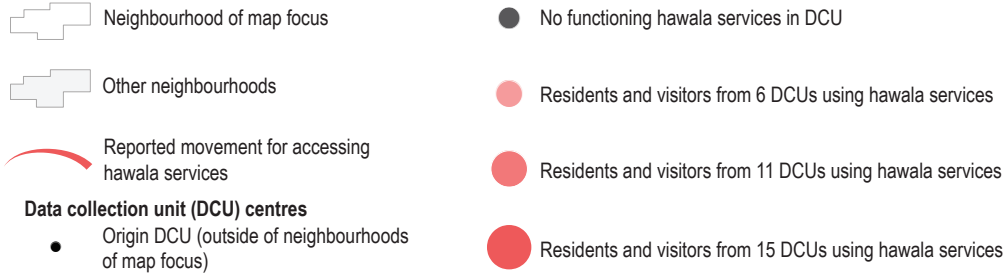 Neighbourhood of map focus
Other neighbourhoods
Reported movement for accessing
hawala services
Data collection unit (DCU) centres
Origin DCU (outside of neighbourhoods
of map focus)
No functioning hawala services in DCU
Residents and visitors from 6 DCUs using hawala services
Residents and visitors from 11 DCUs using hawala services
Residents and visitors from 15 DCUs using hawala services